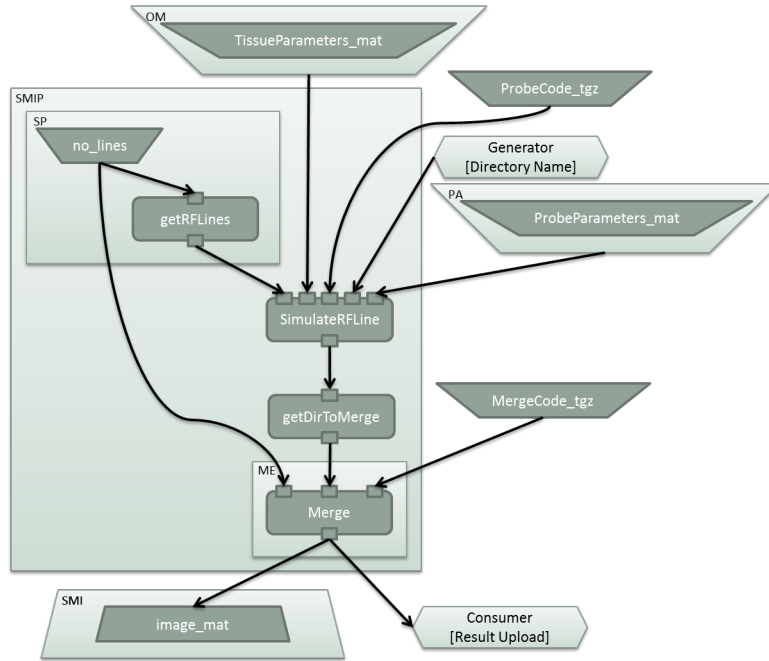 OM
TissueParameters_mat
ProbeCode_tgz
SMIP
SP
no_lines
Generator
[Directory Name]
PA
ProbeParameters_mat
getRFLines
SimulateRFLine
getDirToMerge
MergeCode_tgz
ME
Merge
SMI
image_mat
Consumer
[Result Upload]